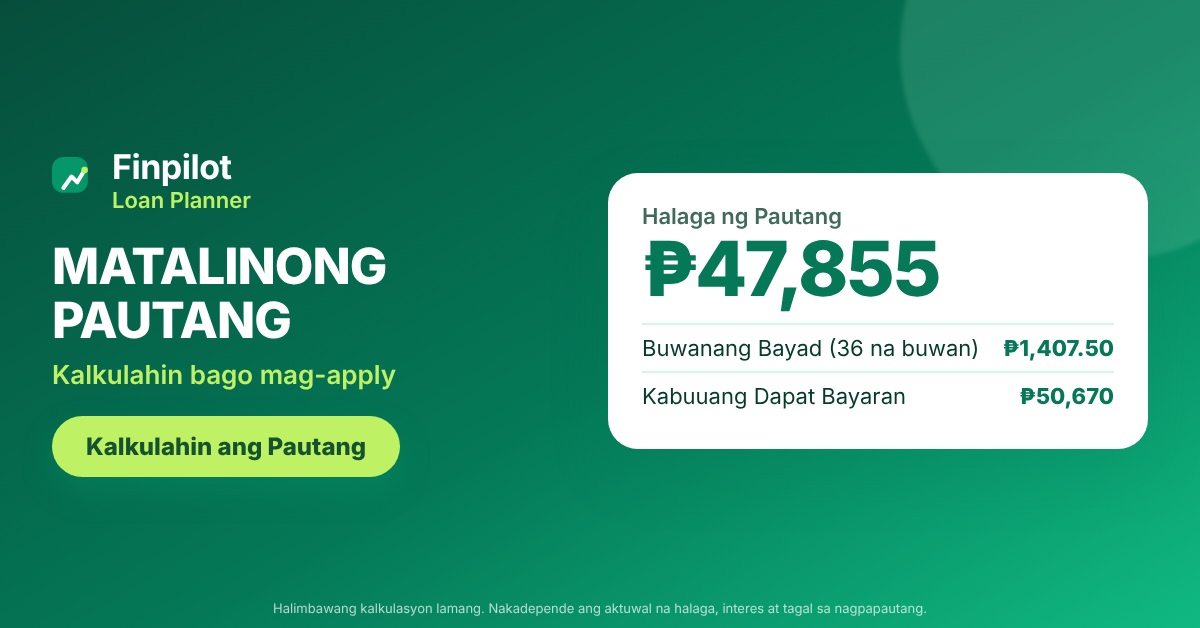 Finpilot
Loan Planner
MATALINONG
PAUTANG
Kalkulahin bago mag-apply
Kalkulahin ang Pautang
Halaga ng Pautang
₱47,855
Buwanang Bayad (36 na buwan) ₱1,407.50
Kabuuang Dapat Bayaran ₱50,670
Halimbawang kalkulasyon lamang. Nakadepende ang aktuwal na halaga, interes at tagal sa nagpapautang.